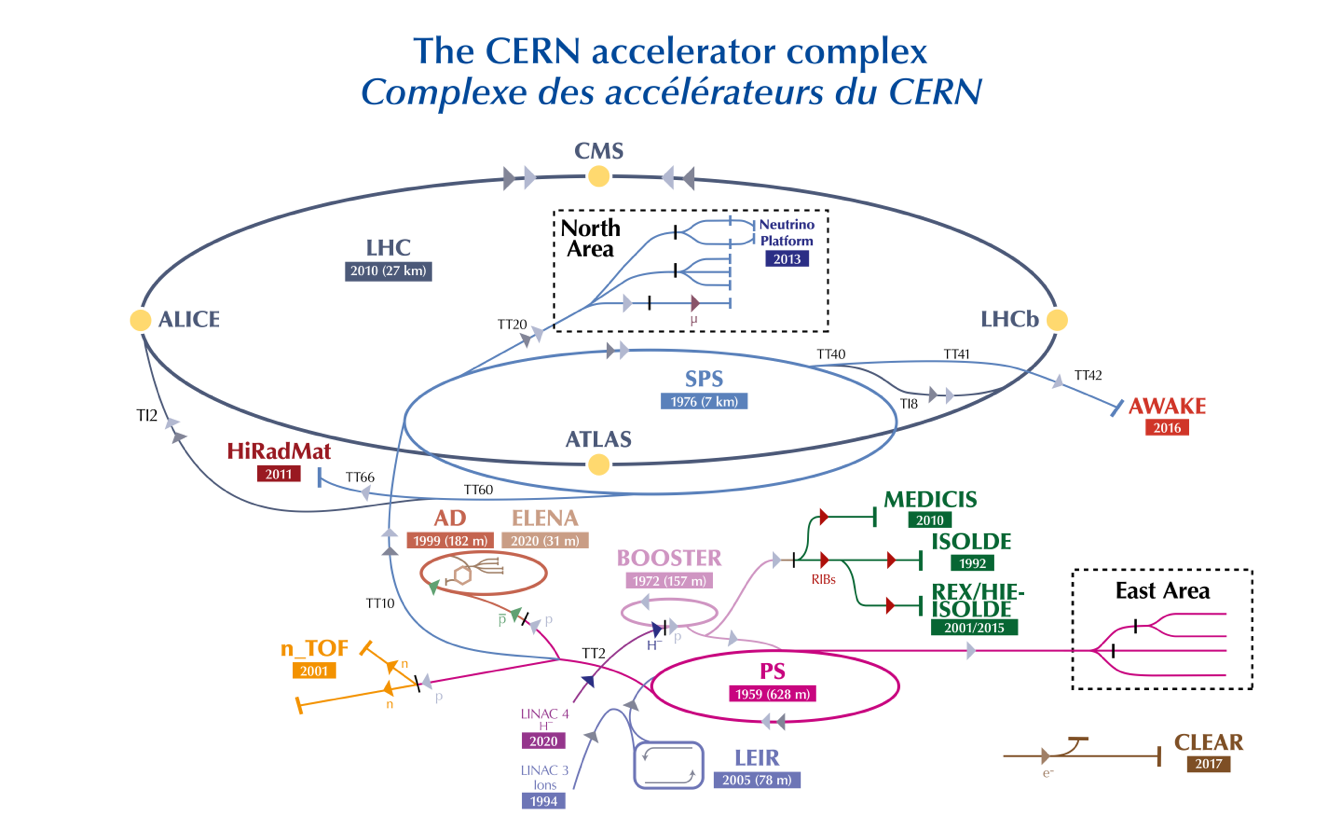 The CERN accelerator complex
Complexe des accélérateurs du CERN
CMS
North
Area
Neutrino
Platform
2013
LHC
2010 (27 km)
ALICE
LHCb
TT20
μ
TT40
TT41
TT42
SPS
1976 (7 km)
TI8
AWAKE
2016
TI2
ATLAS
HiRadMat
2011
TT66
TT60
AD
1999 (182 m)
ELENA
2020 (31 m)
MEDICIS
2010
ISOLDE
1992
BOOSTER
1972 (157 m)
RIBs
REX/HIE-
ISOLDE
2001/2015
East Area
TT10
p̅
p
H⁻
p
n_TOF
2001
n
n
p
TT2
PS
1959 (628 m)
LINAC 4
H⁻
2020
LINAC 3
Ions
1994
LEIR
2005 (78 m)
CLEAR
2017
e⁻